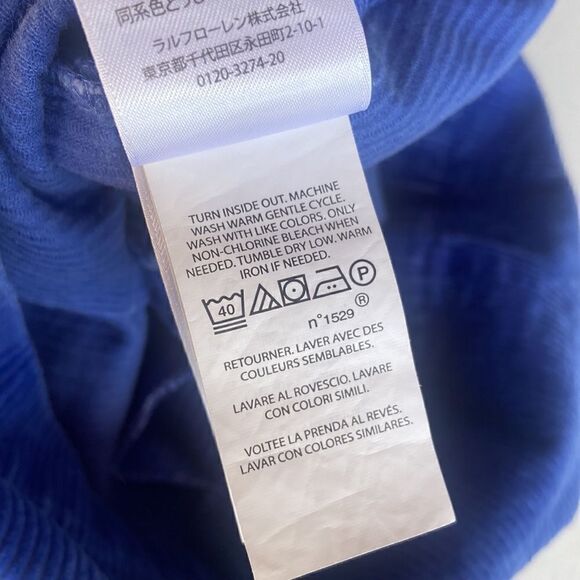 同系色と
ラルフローレン株式会社
東京都千代田区永田町2-10-1
0120-3274-20
TURN INSIDE OUT. MACHINE
WASH WARM GENTLE CYCLE.
WASH WITH LIKE COLORS. ONLY
NON-CHLORINE BLEACH WHEN
NEEDED. TUMBLE DRY LOW. WARM
IRON IF NEEDED.
40 P
n°1529 ®
RETOURNER. LAVER AVEC DES
COULEURS SEMBLABLES.
LAVARE AL ROVESCIO. LAVARE
CON COLORI SIMILI.
VOLTEE LA PRENDA AL REVÉS.
LAVAR CON COLORES SIMILARES.